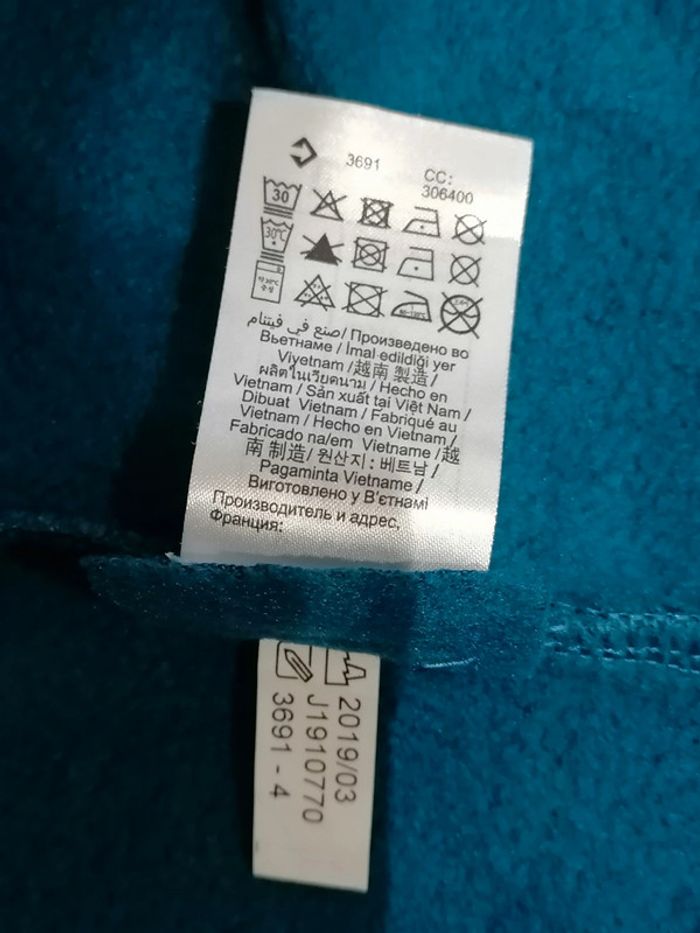 3691 CC:
306400
30
30°C
صنع في فيتنام / Произведено во
Вьетнаме / Imal edildiği yer
Viyetnam /越南 製造 /
ผลิตในเวียดนาม / Hecho en
Vietnam / Sản xuất tại Việt Nam /
Dibuat Vietnam / Fabriqué au
Vietnam / Hecho en Vietnam /
Fabricado na/em Vietname /越
南 制造 / 원산지 : 베트남 /
Pagaminta Vietname /
Виготовлено у В'єтнамі
Производитель и адрес,
Франция:
2019/03
J1910770
3691 - 4